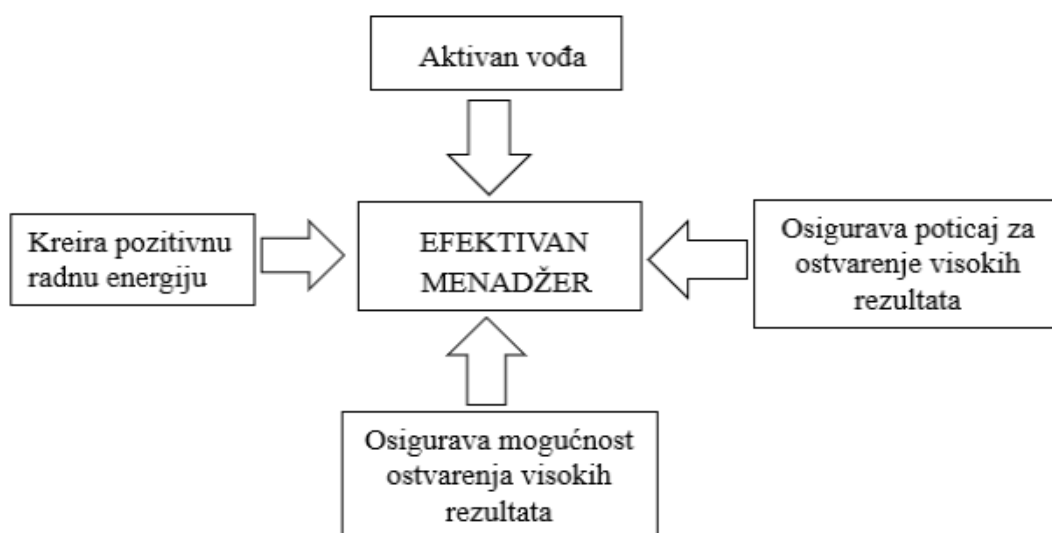 Aktivan vođa
Kreira pozitivnu
radnu energiju
EFEKTIVAN
MENADŽER
Osigurava poticaj za
ostvarenje visokih
rezultata
Osigurava mogućnost
ostvarenja visokih
rezultata